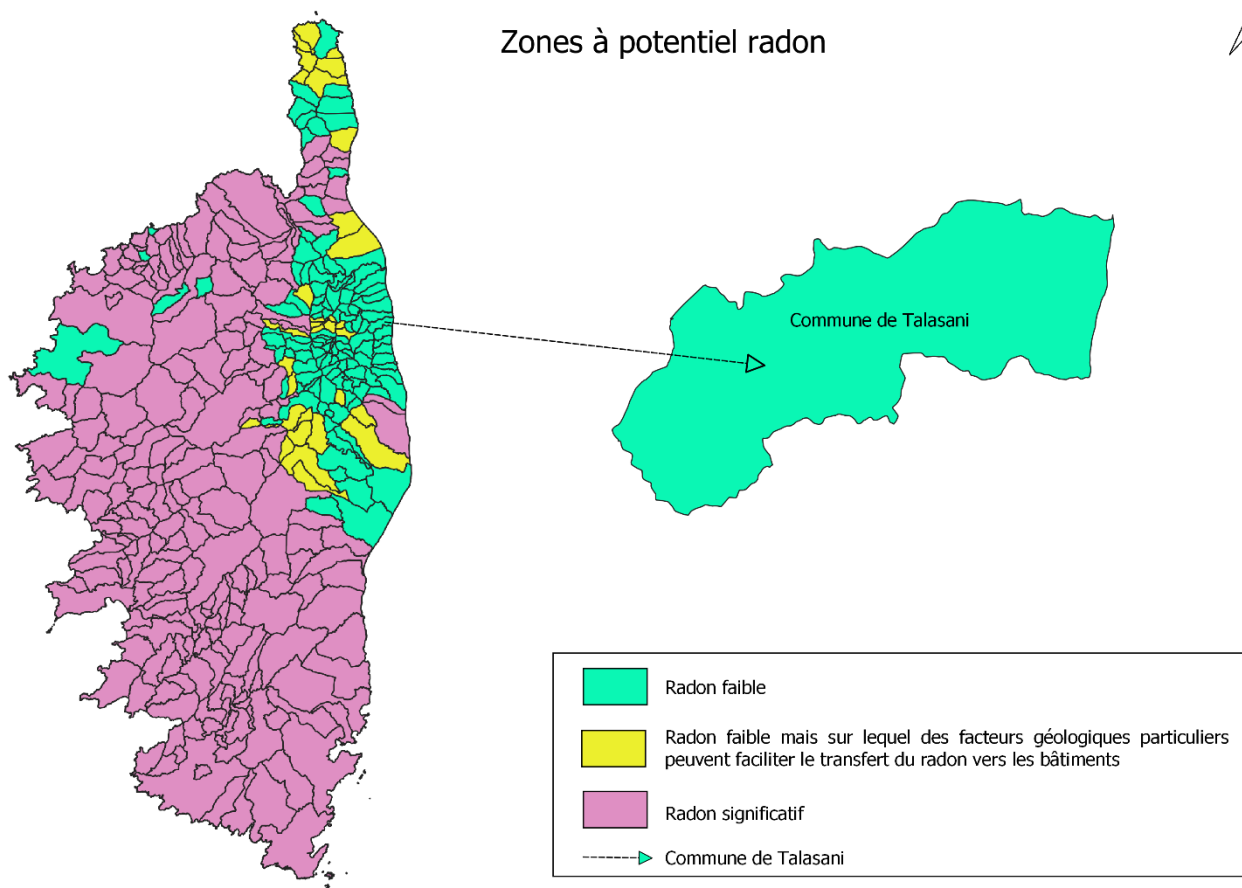 Zones à potentiel radon
Commune de Talasani
Radon faible
Radon faible mais sur lequel des facteurs géologiques particuliers
peuvent faciliter le transfert du radon vers les bâtiments
Radon significatif
Commune de Talasani